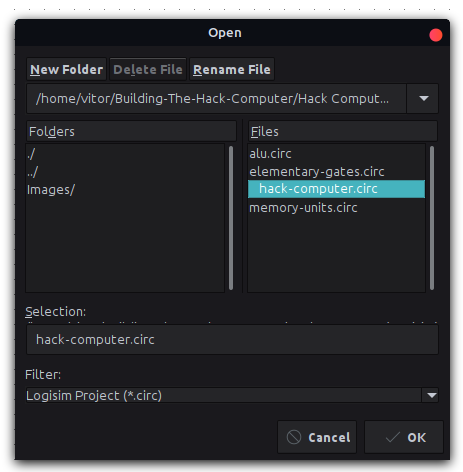 Open
New Folder Delete File Rename File
/home/vitor/Building-The-Hack-Computer/Hack Comput...
Folders
./
../
Images/
Files
alu.circ
elementary-gates.circ
hack-computer.circ
memory-units.circ
Selection:
hack-computer.circ
Filter:
Logisim Project (*.circ)
Cancel OK